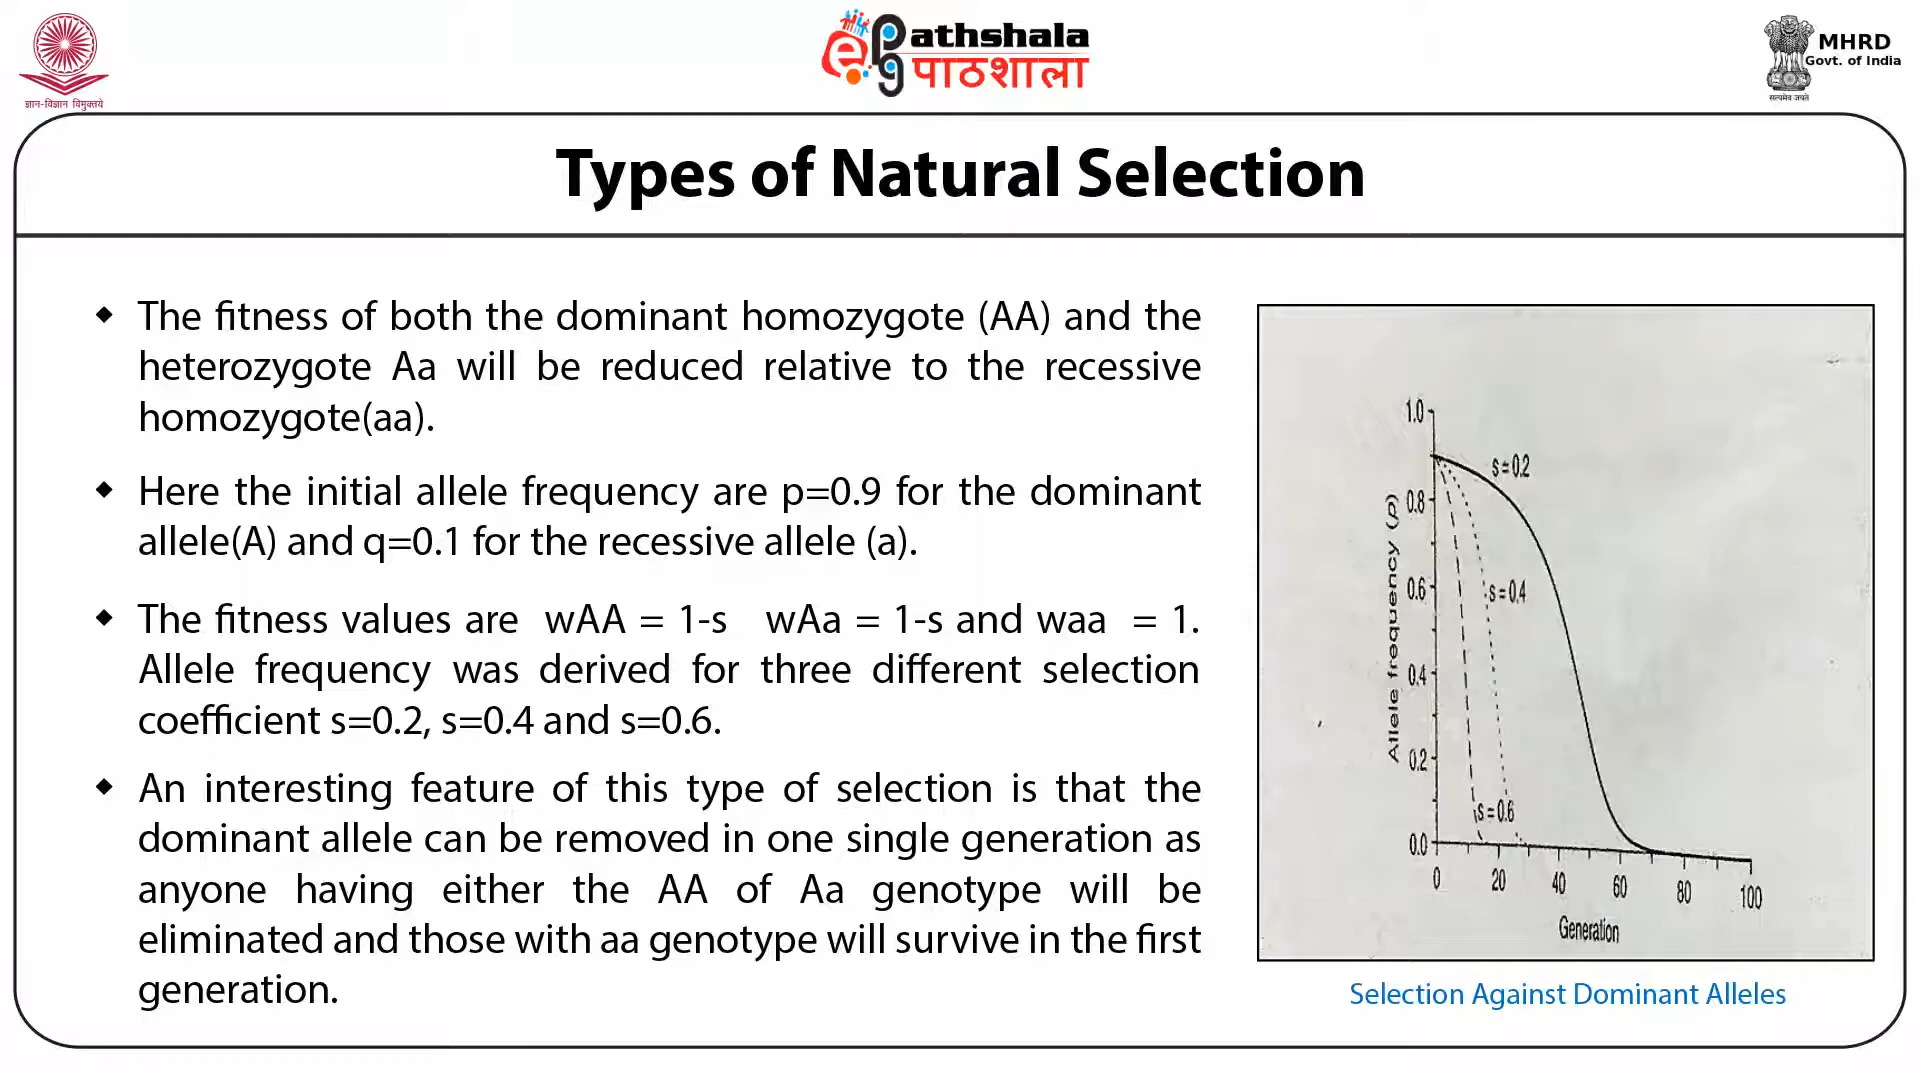 ज्ञान-विज्ञान विमुक्तये
ePathshala
पाठशाला
MHRD
Govt. of India
सत्यमेव जयते
Types of Natural Selection
The fitness of both the dominant homozygote (AA) and the
heterozygote Aa will be reduced relative to the recessive
homozygote(aa).
Here the initial allele frequency are p=0.9 for the dominant
allele(A) and q=0.1 for the recessive allele (a).
The fitness values are wAA = 1-s wAa = 1-s and waa = 1.
Allele frequency was derived for three different selection
coefficient s=0.2, s=0.4 and s=0.6.
An interesting feature of this type of selection is that the
dominant allele can be removed in one single generation as
anyone having either the AA of Aa genotype will be
eliminated and those with aa genotype will survive in the first
generation.
Allele frequency (p)
1.0
0.8
0.6
0.4
0.2
0.0
s=0.2
s=0.4
s=0.6
0 20 40 60 80 100
Generation
Selection Against Dominant Alleles